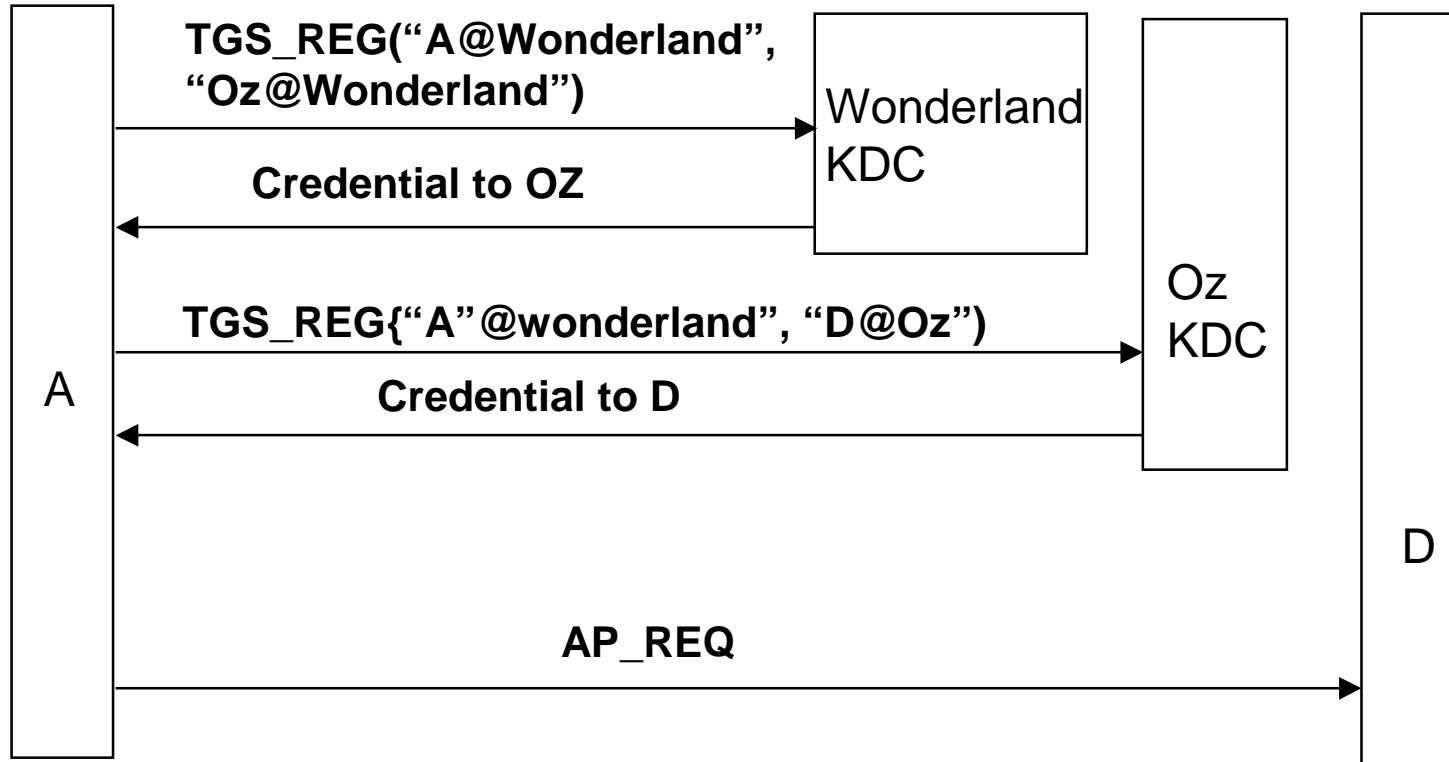 TGS_REG(“A@Wonderland”,
“Oz@Wonderland”)
Wonderland
KDC
Credential to OZ
TGS_REG{“A”@wonderland”, “D@Oz”)
Oz
KDC
A
Credential to D
D
AP_REQ